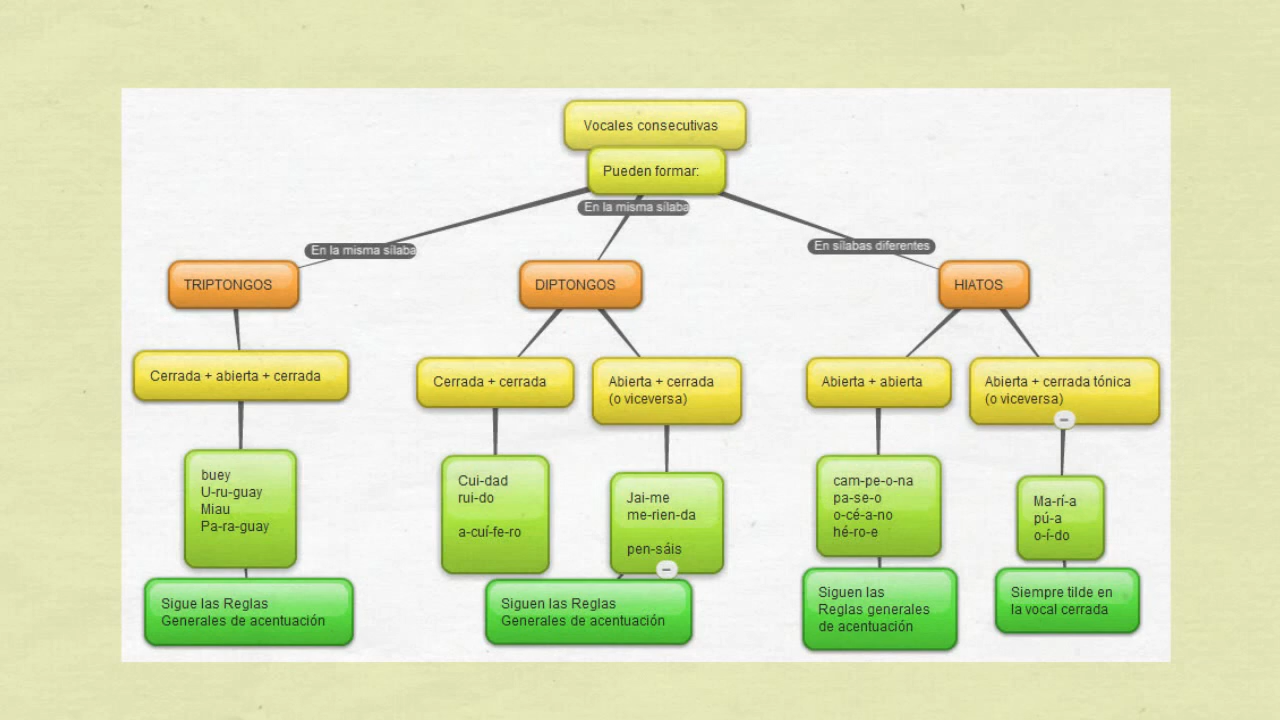 Vocales consecutivas
Pueden formar:
En la misma sílaba
En la misma sílaba
En sílabas diferentes
TRIPTONGOS
DIPTONGOS
HIATOS
Cerrada + abierta + cerrada
Cerrada + cerrada
Abierta + cerrada
(o viceversa)
Abierta + abierta
Abierta + cerrada tónica
(o viceversa)
buey
U-ru-guay
Miau
Pa-ra-guay
Cui-dad
rui-do
a-cuí-fe-ro
Jai-me
me-rien-da
pen-sáis
cam-pe-o-na
pa-se-o
o-cé-a-no
hé-ro-e
Ma-rí-a
pú-a
o-í-do
Sigue las Reglas
Generales de acentuación
Siguen las Reglas
Generales de acentuación
Siguen las
Reglas generales
de acentuación
Siempre tilde en
la vocal cerrada